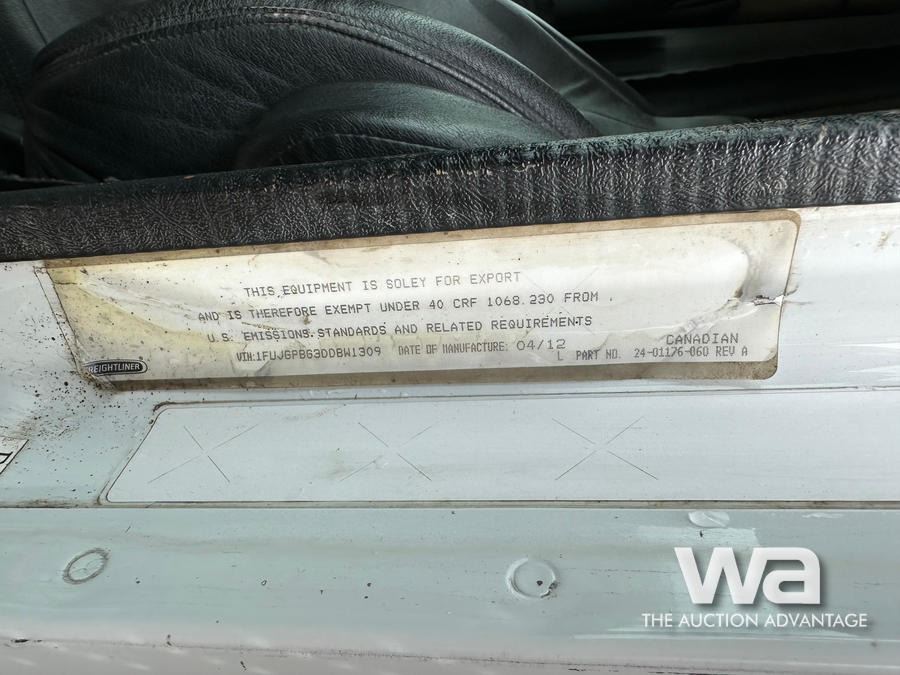 THIS EQUIPMENT IS SOLEY FOR EXPORT
AND IS THEREFORE EXEMPT UNDER 40 CRF 1068.230 FROM
U.S. EMISSIONS STANDARDS AND RELATED REQUIREMENTS
VIN:1FUJGPBG3DDBW1309 DATE OF MANUFACTURE: 04/12 CANADIAN
FREIGHTLINER L PART NO. 24-01176-060 REV A
wa
THE AUCTION ADVANTAGE